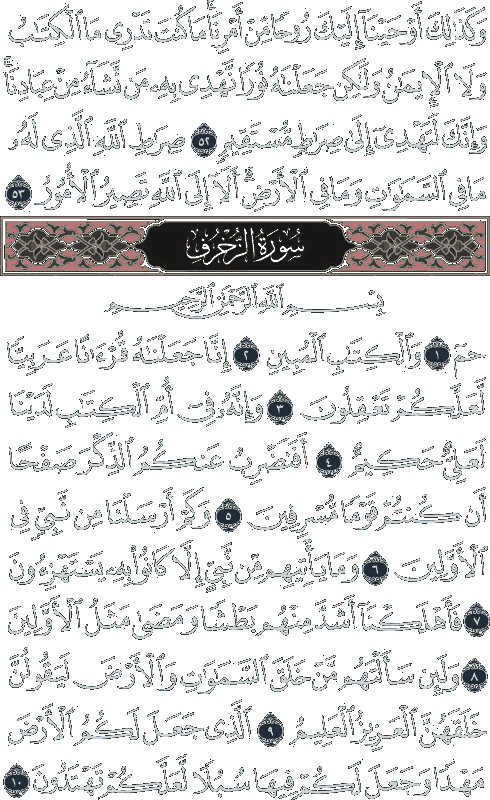 وَكَذَٰلِكَ أَوْحَيْنَآ إِلَيْكَ رُوحًا مِّنْ أَمْرِنَا مَا كُنتَ تَدْرِى مَا ٱلْكِتَٰبُ
وَلَا ٱلْإِيمَٰنُ وَلَٰكِن جَعَلْنَٰهُ نُورًا نَّهْدِى بِهِۦ مَن نَّشَآءُ مِنْ عِبَادِنَا ۚ
وَإِنَّكَ لَتَهْدِىٓ إِلَىٰ صِرَٰطٍ مُّسْتَقِيمٍ ٥٢ صِرَٰطِ ٱللَّهِ ٱلَّذِى لَهُۥ
مَا فِى ٱلسَّمَٰوَٰتِ وَمَا فِى ٱلْأَرْضِ ۗ أَلَآ إِلَى ٱللَّهِ تَصِيرُ ٱلْأُمُورُ ٥٣
سُورَةُ الزُّخْرُفِ
بِسْمِ ٱللَّهِ ٱلرَّحْمَٰنِ ٱلرَّحِيمِ
حمٓ ١ وَٱلْكِتَٰبِ ٱلْمُبِينِ ٢ إِنَّا جَعَلْنَٰهُ قُرْءَٰنًا عَرَبِيًّا
لَّعَلَّكُمْ تَعْقِلُونَ ٣ وَإِنَّهُۥ فِىٓ أُمِّ ٱلْكِتَٰبِ لَدَيْنَا
لَعَلِىٌّ حَكِيمٌ ٤ أَفَنَضْرِبُ عَنكُمُ ٱلذِّكْرَ صَفْحًا
أَن كُنتُمْ قَوْمًا مُّسْرِفِينَ ٥ وَكَمْ أَرْسَلْنَا مِن نَّبِىٍّ فِى
ٱلْأَوَّلِينَ ٦ وَمَا يَأْتِيهِم مِّن نَّبِىٍّ إِلَّا كَانُوا۟ بِهِۦ يَسْتَهْزِءُونَ
٧ فَأَهْلَكْنَآ أَشَدَّ مِنْهُم بَطْشًا وَمَضَىٰ مَثَلُ ٱلْأَوَّلِينَ
٨ وَلَئِن سَأَلْتَهُم مَّنْ خَلَقَ ٱلسَّمَٰوَٰتِ وَٱلْأَرْضَ لَيَقُولُنَّ
خَلَقَهُنَّ ٱلْعَزِيزُ ٱلْعَلِيمُ ٩ ٱلَّذِى جَعَلَ لَكُمُ ٱلْأَرْضَ
مَهْدًا وَجَعَلَ لَكُمْ فِيهَا سُبُلًا لَّعَلَّكُمْ تَهْتَدُونَ ١٠